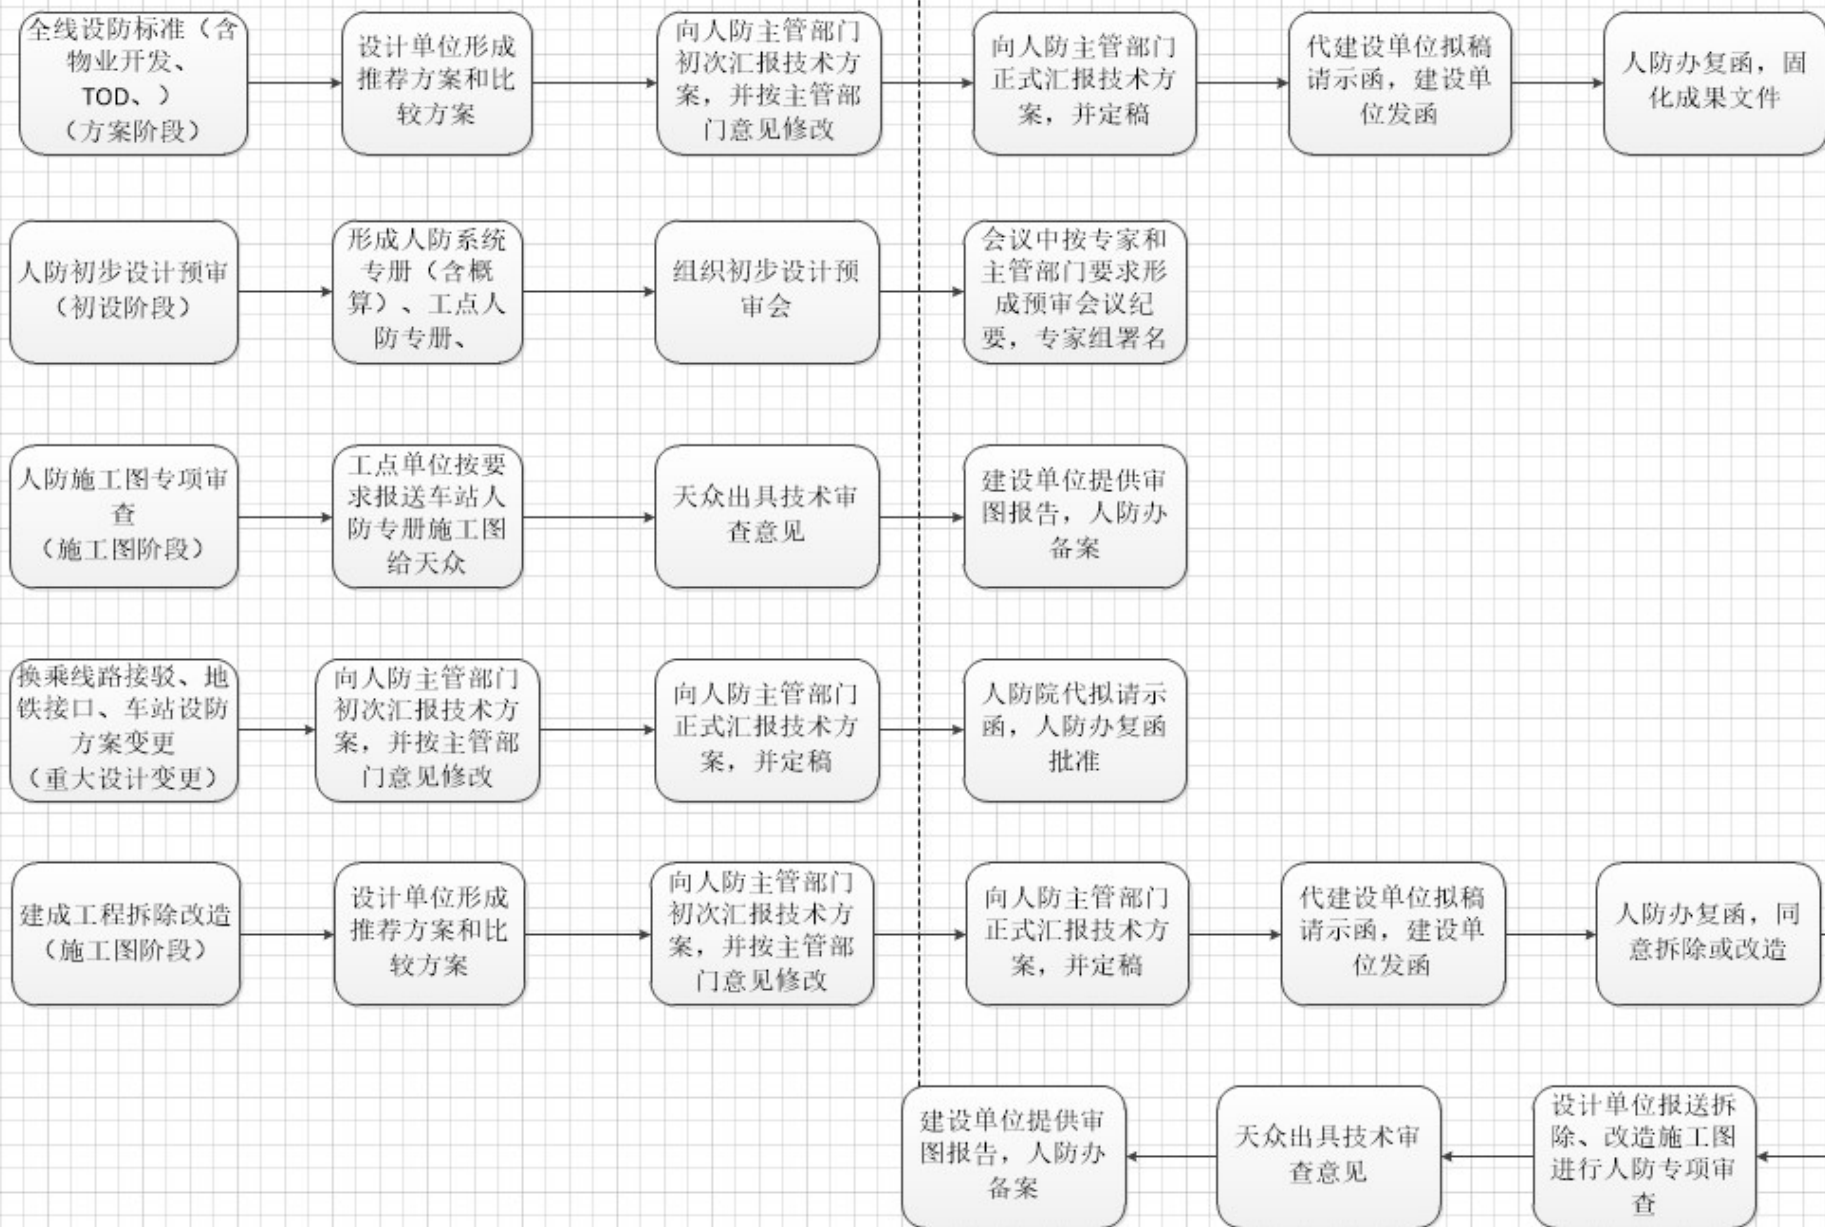 全线设防标准（含
物业开发、
TOD、）
（方案阶段）
设计单位形成
推荐方案和比
较方案
向人防主管部门
初次汇报技术方
案，并按主管部
门意见修改
向人防主管部门
正式汇报技术方
案，并定稿
代建设单位拟稿
请示函，建设单
位发函
人防办复函，固
化成果文件
人防初步设计预审
（初设阶段）
形成人防系统
专册（含概
算）、工点人
防专册、
组织初步设计预
审会
会议中按专家和
主管部门要求形
成预审会议纪
要，专家组署名
人防施工图专项审
查
（施工图阶段）
工点单位按要
求报送车站人
防专册施工图
给天众
天众出具技术审
查意见
建设单位提供审
图报告，人防办
备案
换乘线路接驳、地
铁接口、车站设防
方案变更
（重大设计变更）
向人防主管部门
初次汇报技术方
案，并按主管部
门意见修改
向人防主管部门
正式汇报技术方
案，并定稿
人防院代拟请示
函，人防办复函
批准
建成工程拆除改造
（施工图阶段）
设计单位形成
推荐方案和比
较方案
向人防主管部门
初次汇报技术方
案，并按主管部
门意见修改
向人防主管部门
正式汇报技术方
案，并定稿
代建设单位拟稿
请示函，建设单
位发函
人防办复函，同
意拆除或改造
建设单位提供审
图报告，人防办
备案
天众出具技术审
查意见
设计单位报送拆
除、改造施工图
进行人防专项审
查